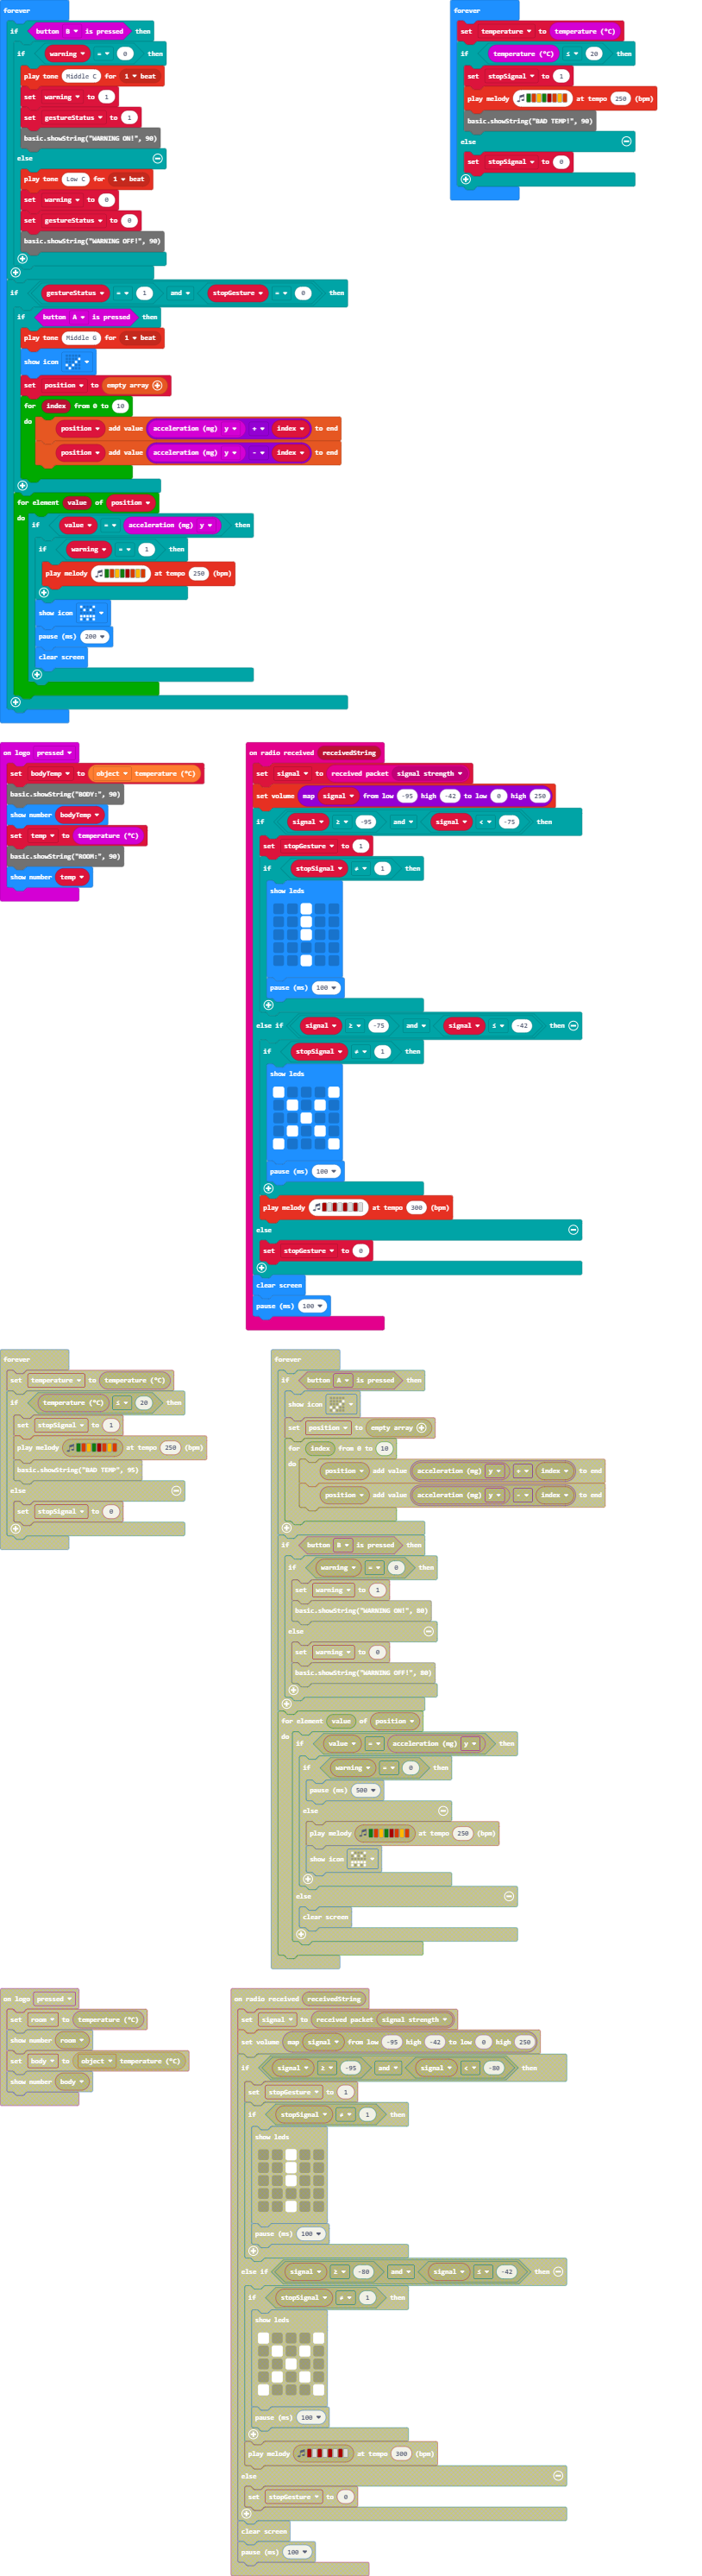 forever
if button B is pressed then
if warning = 0 then
play tone Middle C for 1 beat
set warning to 1
set gestureStatus to 1
basic.showString("WARNING ON!", 90)
else
play tone Low C for 1 beat
set warning to 0
set gestureStatus to 0
basic.showString("WARNING OFF!", 90)
if gestureStatus = 1 and stopGesture = 0 then
if button A is pressed then
play tone Middle G for 1 beat
show icon
set position to empty array
for index from 0 to 10
do
position add value acceleration (mg) y + index to end
position add value acceleration (mg) y - index to end
for element value of position
do
if value = acceleration (mg) y then
if warning = 1 then
play melody at tempo 250 (bpm)
show icon
pause (ms) 200
clear screen
forever
set temperature to temperature (°C)
if temperature (°C) ≤ 20 then
set stopSignal to 1
play melody at tempo 250 (bpm)
basic.showString("BAD TEMP!", 90)
else
set stopSignal to 0
on logo pressed
set bodyTemp to object temperature (°C)
basic.showString("BODY:", 90)
show number bodyTemp
set temp to temperature (°C)
basic.showString("ROOM:", 90)
show number temp
on radio received receivedString
set signal to received packet signal strength
set volume map signal from low -95 high -42 to low 0 high 250
if signal ≥ -95 and signal < -75 then
set stopGesture to 1
if stopSignal ≠ 1 then
show leds
pause (ms) 100
else if signal ≥ -75 and signal ≤ -42 then
if stopSignal ≠ 1 then
show leds
pause (ms) 100
play melody at tempo 300 (bpm)
else
set stopGesture to 0
clear screen
pause (ms) 100
forever
set temperature to temperature (°C)
if temperature (°C) ≤ 20 then
set stopSignal to 1
play melody at tempo 250 (bpm)
basic.showString("BAD TEMP", 95)
else
set stopSignal to 0
forever
if button A is pressed then
show icon
set position to empty array
for index from 0 to 10
do
position add value acceleration (mg) y + index to end
position add value acceleration (mg) y - index to end
if button B is pressed then
if warning = 0 then
set warning to 1
basic.showString("WARNING ON!", 80)
else
set warning to 0
basic.showString("WARNING OFF!", 80)
for element value of position
do
if value = acceleration (mg) y then
if warning = 0 then
pause (ms) 500
else
play melody at tempo 250 (bpm)
show icon
else
clear screen
on logo pressed
set room to temperature (°C)
show number room
set body to object temperature (°C)
show number body
on radio received receivedString
set signal to received packet signal strength
set volume map signal from low -95 high -42 to low 0 high 250
if signal ≥ -95 and signal < -80 then
set stopGesture to 1
if stopSignal ≠ 1 then
show leds
pause (ms) 100
else if signal ≥ -80 and signal ≤ -42 then
if stopSignal ≠ 1 then
show leds
pause (ms) 100
play melody at tempo 300 (bpm)
else
set stopGesture to 0
clear screen
pause (ms) 100